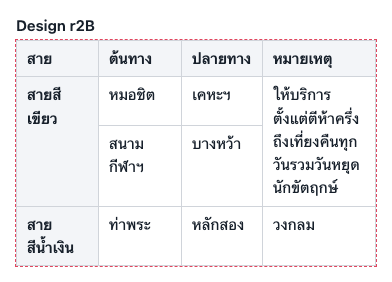 Design r2B
สาย ต้นทาง ปลายทาง หมายเหตุ
สายสี
เขียว
หมอชิต
เคหะฯ
ให้บริการ
ตั้งแต่ตีห้าครึ่ง
ถึงเที่ยงคืนทุก
วันรวมวันหยุด
นักขัตฤกษ์
สนาม
กีฬาฯ
บางหว้า
สาย
สีน้ำเงิน
ท่าพระ
หลักสอง
วงกลม